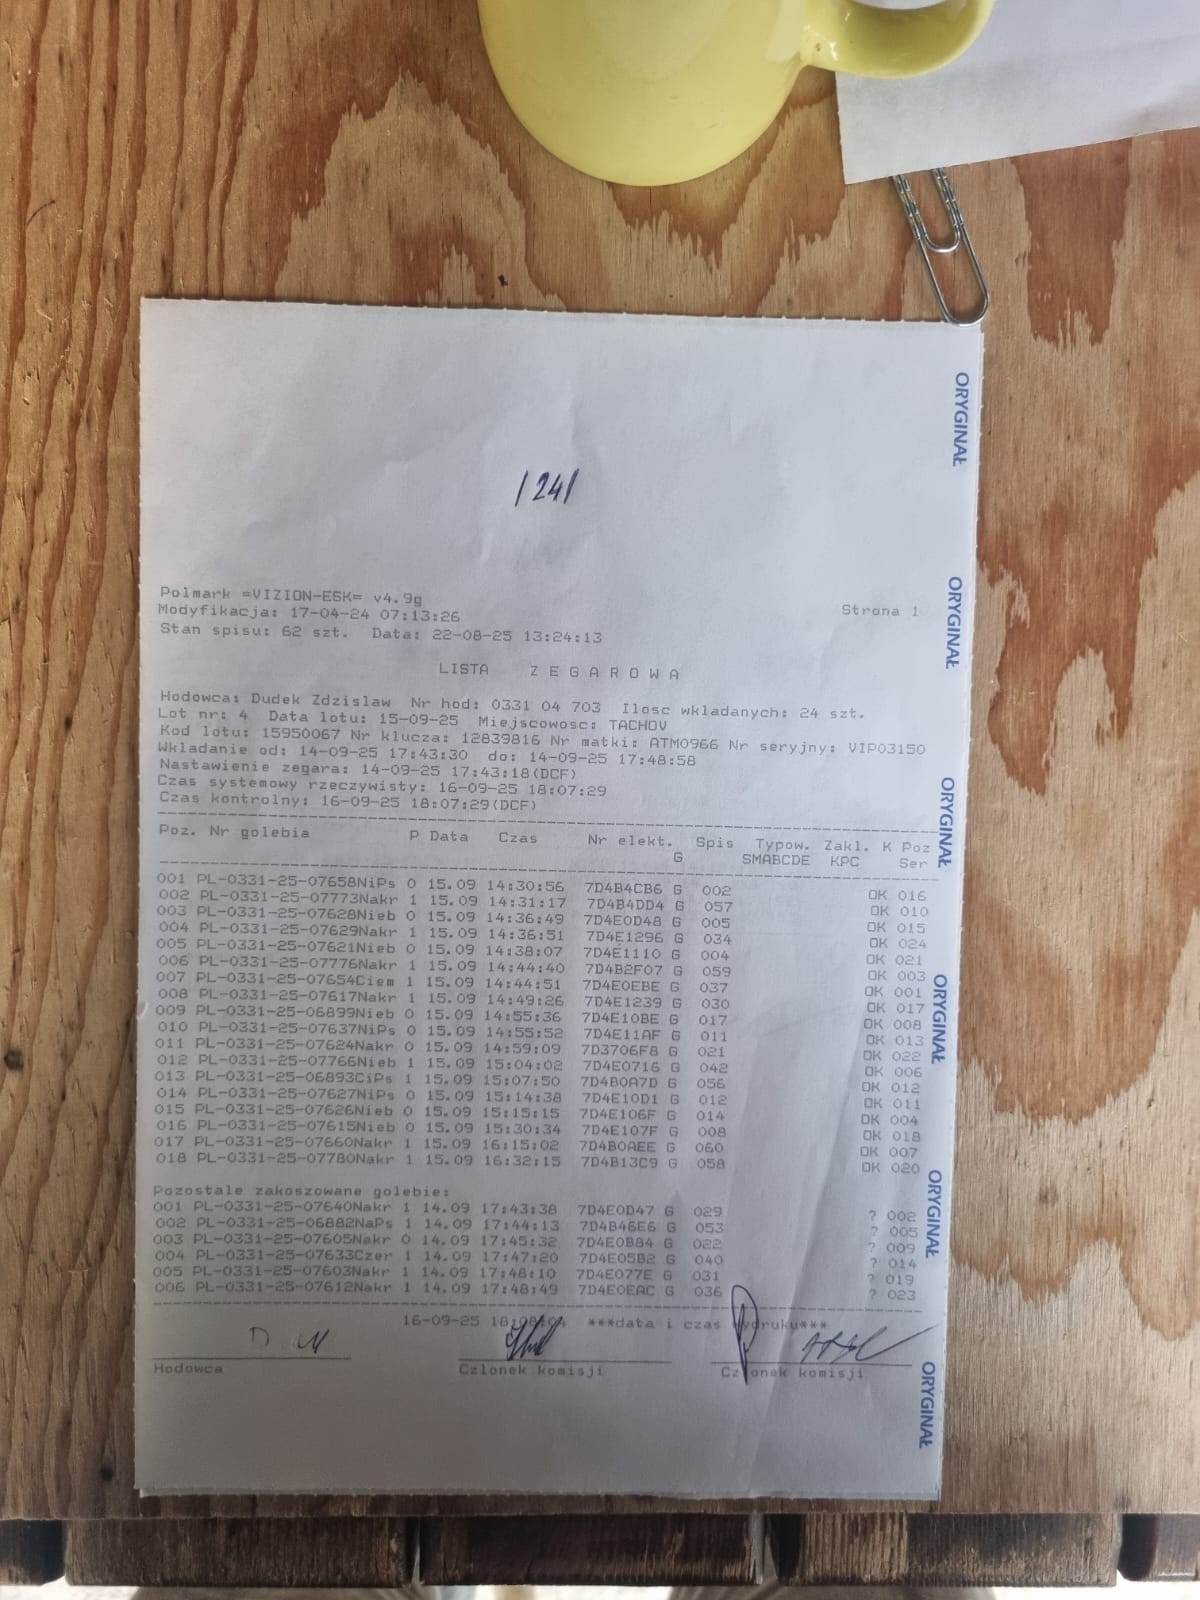 /24/
Polmark =VIZION-ESK= v4.9g
Modyfikacja: 17-04-24 07:13:26 Strona 1
Stan spisu: 62 szt. Data: 22-08-25 13:24:13
LISTA ZEGAROWA
Hodowca: Dudek Zdzislaw Nr hod: 0331 04 703 Ilosc wkladanych: 24 szt.
Lot nr: 4 Data lotu: 15-09-25 Miejscowosc: TACHOV
Kod lotu: 15950067 Nr klucza: 12839816 Nr matki: ATM0966 Nr seryjny: VIP03150
Wkladanie od: 14-09-25 17:43:30 do: 14-09-25 17:48:58
Nastawienie zegara: 14-09-25 17:43:18(DCF)
Czas systemowy rzeczywisty: 16-09-25 18:07:29
Czas kontrolny: 16-09-25 18:07:29(DCF)
Poz. Nr golebia P Data Czas Nr elekt. Spis Typow. Zakl. K Poz
G SMABCDE KPC Ser
001 PL-0331-25-07658NiPs 0 15.09 14:30:56 7D4B4CB6 G 002 OK 016
002 PL-0331-25-07773Nakr 1 15.09 14:31:17 7D4B4DD4 G 057 OK 010
003 PL-0331-25-07628Nieb 0 15.09 14:36:49 7D4E0D48 G 005 OK 015
004 PL-0331-25-07629Nakr 1 15.09 14:36:51 7D4E1296 G 034 OK 024
005 PL-0331-25-07621Nieb 0 15.09 14:38:07 7D4E1110 G 004 OK 021
006 PL-0331-25-07776Nakr 1 15.09 14:44:40 7D4B2F07 G 059 OK 003
007 PL-0331-25-07654Ciem 1 15.09 14:44:51 7D4E0EBE G 037 OK 001
008 PL-0331-25-07617Nakr 1 15.09 14:49:26 7D4E1239 G 030 OK 017
009 PL-0331-25-06899Nieb 0 15.09 14:55:36 7D4E10BE G 017 OK 008
010 PL-0331-25-07637NiPs 0 15.09 14:55:52 7D4E11AF G 011 OK 013
011 PL-0331-25-07624Nakr 0 15.09 14:59:09 7D3706F8 G 021 OK 022
012 PL-0331-25-07766Nieb 1 15.09 15:04:02 7D4E0716 G 042 OK 006
013 PL-0331-25-06893CiPs 1 15.09 15:07:50 7D4B0A7D G 056 OK 012
014 PL-0331-25-07627NiPs 0 15.09 15:14:38 7D4E10D1 G 012 OK 011
015 PL-0331-25-07626Nieb 0 15.09 15:15:15 7D4E106F G 014 OK 004
016 PL-0331-25-07615Nieb 0 15.09 15:30:34 7D4E107F G 008 OK 018
017 PL-0331-25-07660Nakr 1 15.09 16:15:02 7D4B0AEE G 060 OK 007
018 PL-0331-25-07780Nakr 1 15.09 16:32:15 7D4B13C9 G 058 OK 020
Pozostale zakoszowane golebie:
001 PL-0331-25-07640Nakr 1 14.09 17:43:38 7D4E0D47 G 029 ? 002
002 PL-0331-25-06882NaPs 1 14.09 17:44:13 7D4B46E6 G 053 ? 005
003 PL-0331-25-07605Nakr 0 14.09 17:45:32 7D4E0B84 G 022 ? 009
004 PL-0331-25-07633Czer 1 14.09 17:47:20 7D4E05B2 G 040 ? 014
005 PL-0331-25-07603Nakr 1 14.09 17:48:10 7D4E077E G 031 ? 019
006 PL-0331-25-07612Nakr 1 14.09 17:48:49 7D4E0EAC G 036 ? 023
16-09-25 18:08:04 ***data i czas wydruku***
Hodowca Czlonek komisji Czlonek komisji
ORYGINAŁ
ORYGINAŁ
ORYGINAŁ
ORYGINAŁ
ORYGINAŁ
ORYGINAŁ